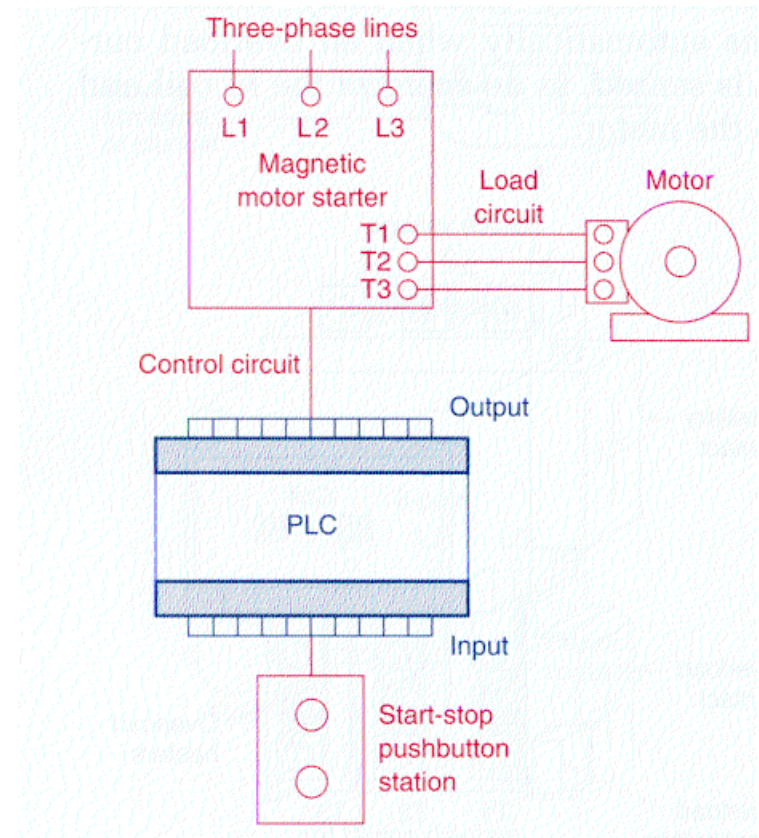 Three-phase lines
L1 L2 L3
Magnetic
motor starter
Load
circuit
Motor
T1
T2
T3
Control circuit
Output
PLC
Input
Start-stop
pushbutton
station